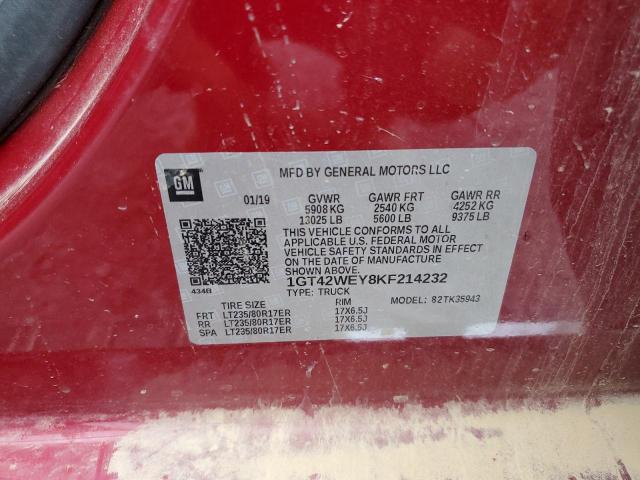 GM
MFD BY GENERAL MOTORS LLC
01/19 GVWR GAWR FRT GAWR RR
5908 KG 2540 KG 4252 KG
13025 LB 5600 LB 9375 LB
THIS VEHICLE CONFORMS TO ALL
APPLICABLE U.S. FEDERAL MOTOR
VEHICLE SAFETY STANDARDS IN EFFECT
ON THE DATE OF MANUFACTURE
SHOWN ABOVE.
434B 1GT42WEY8KF214232
TYPE: TRUCK MODEL: 82TK35943
TIRE SIZE RIM
FRT LT235/80R17ER 17X6.5J
RR LT235/80R17ER 17X6.5J
SPA LT235/80R17ER 17X6.5J